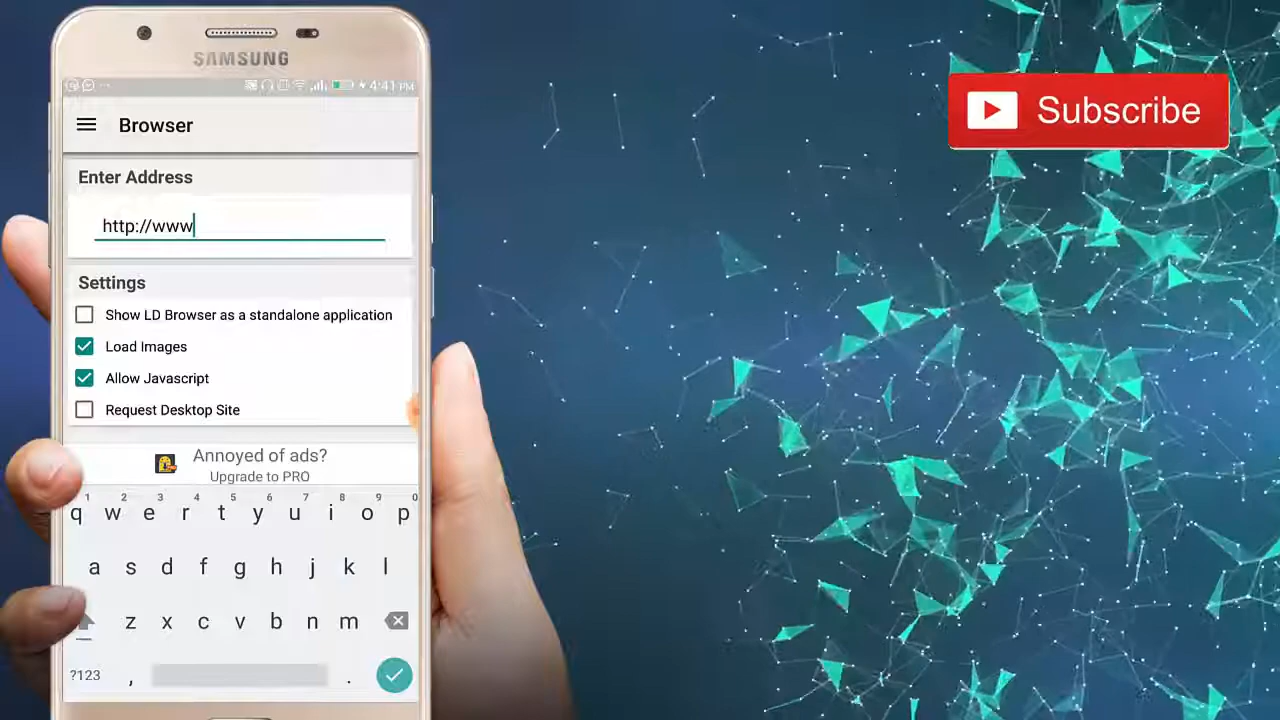 SAMSUNG
4:41 PM
Browser
Enter Address
http://www
Settings
Show LD Browser as a standalone application
Load Images
Allow Javascript
Request Desktop Site
Annoyed of ads?
Upgrade to PRO
1 2 3 4 5 6 7 8 9 0
q w e r t y u i o p
a s d f g h j k l
z x c v b n m
?123 , .
Subscribe